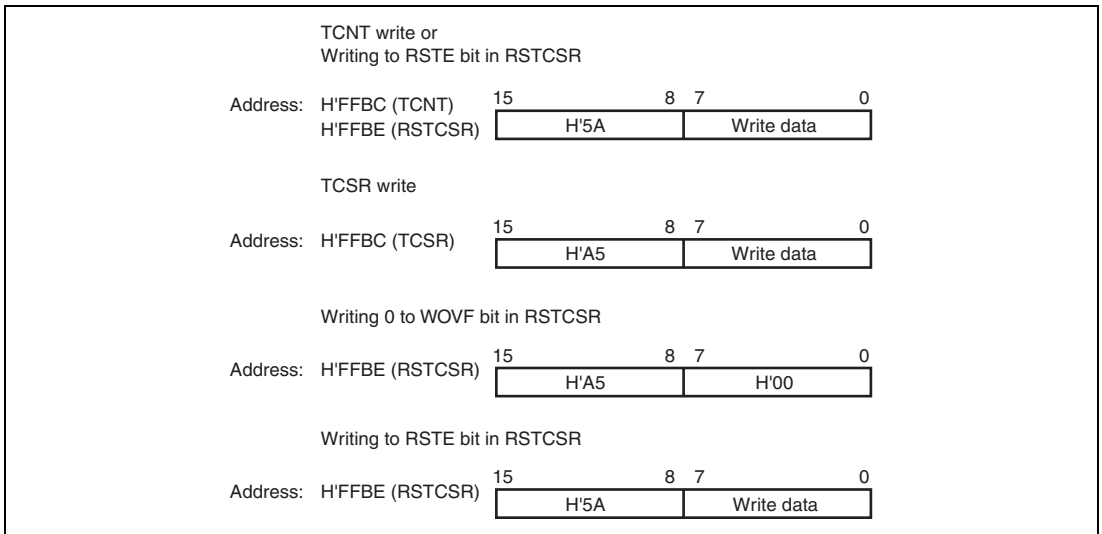 TCNT write or
Writing to RSTE bit in RSTCSR
15 8 7 0
Address: H'FFBC (TCNT)
H'FFBE (RSTCSR) H'5A Write data
TCSR write
15 8 7 0
Address: H'FFBC (TCSR)
H'A5 Write data
Writing 0 to WOVF bit in RSTCSR
15 8 7 0
Address: H'FFBE (RSTCSR)
H'A5 H'00
Writing to RSTE bit in RSTCSR
15 8 7 0
Address: H'FFBE (RSTCSR)
H'5A Write data